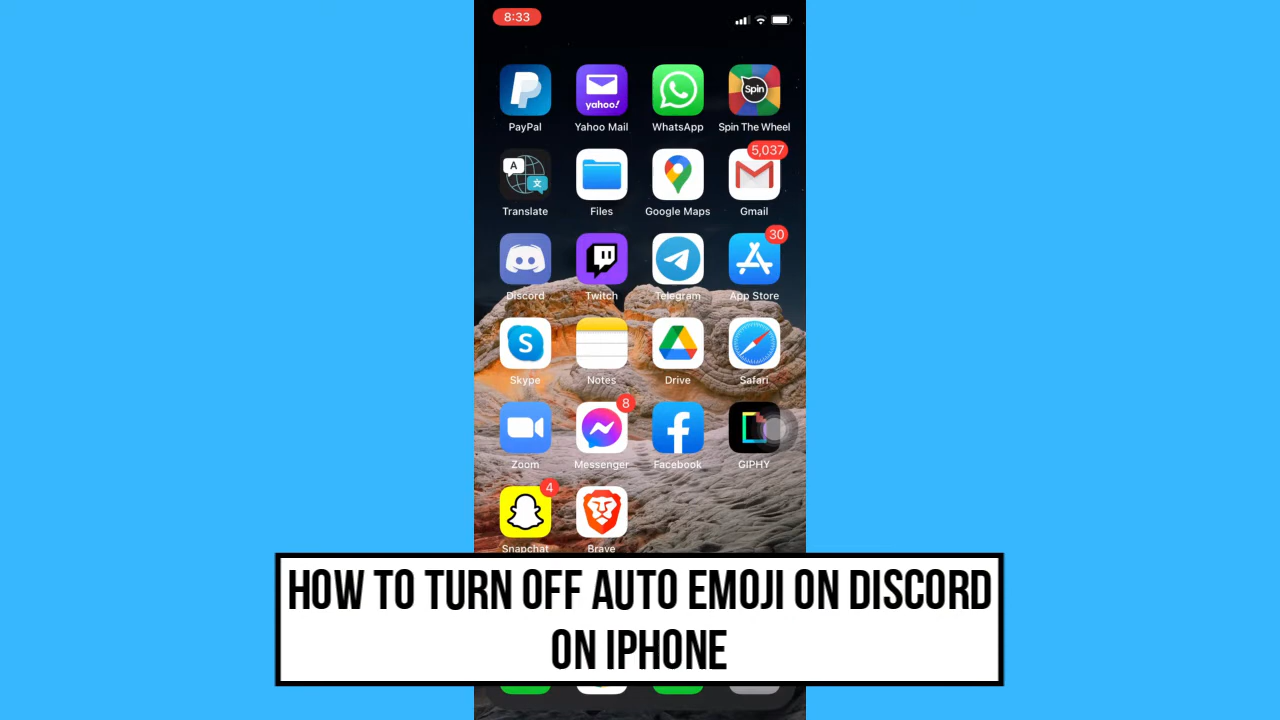 8:33
yahoo!
Spin
PayPal
Yahoo Mail
WhatsApp
Spin The Wheel
A
文
5,037
Translate
Files
Google Maps
Gmail
30
Discord
Twitch
Telegram
App Store
S
Skype
Notes
Drive
Safari
8
Zoom
Messenger
Facebook
GIPHY
4
Snapchat
Brave
HOW TO TURN OFF AUTO EMOJI ON DISCORD
ON IPHONE